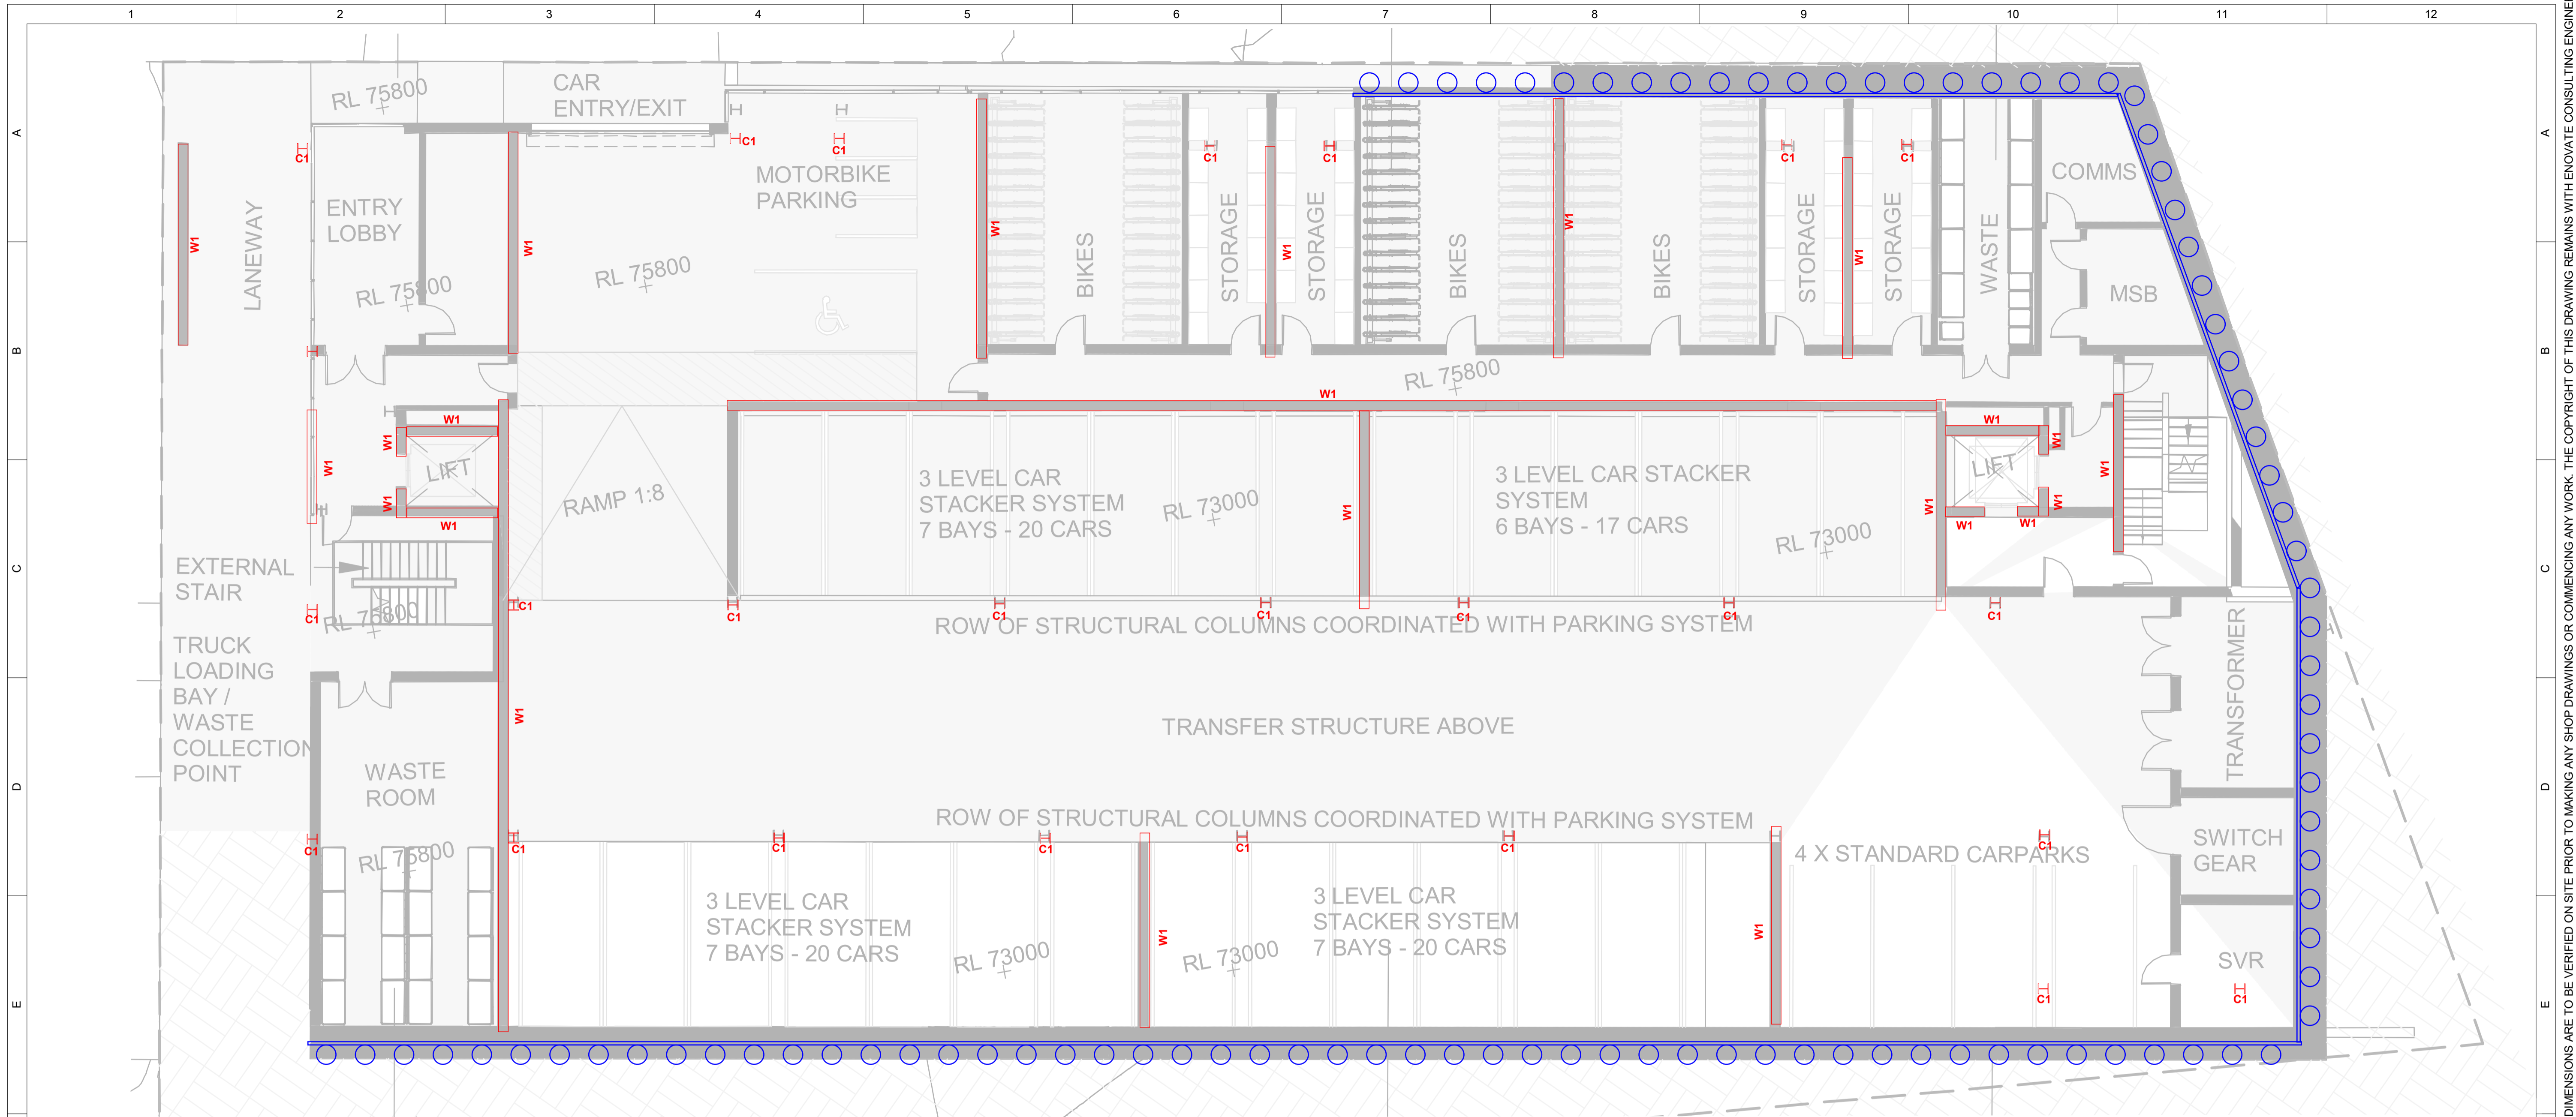 1 2 3 4 5 6 7 8 9 10 11 12
RL 75800
CAR
ENTRY/EXIT
A
A
C1
C1
C1
C1
C1
C1
C1
MOTORBIKE
PARKING
COMMS
ENTRY
LOBBY
LANEWAY
STORAGE
STORAGE
STORAGE
STORAGE
W1
W1
W1
W1
W1
W1
BIKES
BIKES
BIKES
WASTE
RL 75800
RL 75800
MSB
B
B
RL 75800
W1
W1
W1
W1
W1
LIFT
W1
W1
W1
W1
LIFT
W1
W1
W1
W1
W1
W1
W1
RAMP 1:8
3 LEVEL CAR
STACKER SYSTEM
7 BAYS - 20 CARS
RL 73000
3 LEVEL CAR STACKER
SYSTEM
6 BAYS - 17 CARS
RL 73000
C
C
EXTERNAL
STAIR
RL 75800
C1
C1
C1
C1
C1
C1
C1
C1
ROW OF STRUCTURAL COLUMNS COORDINATED WITH PARKING SYSTEM
TRUCK
LOADING
BAY /
WASTE
COLLECTION
POINT
TRANSFORMER
W1
TRANSFER STRUCTURE ABOVE
WASTE
ROOM
D
D
ROW OF STRUCTURAL COLUMNS COORDINATED WITH PARKING SYSTEM
C1
C1
C1
C1
C1
C1
C1
RL 75800
4 X STANDARD CARPARKS
SWITCH
GEAR
3 LEVEL CAR
STACKER SYSTEM
7 BAYS - 20 CARS
RL 73000
W1
3 LEVEL CAR
STACKER SYSTEM
7 BAYS - 20 CARS
RL 73000
W1
SVR
C1
C1
E
E
DIMENSIONS ARE TO BE VERIFIED ON SITE PRIOR TO MAKING ANY SHOP DRAWINGS OR COMMENCING ANY WORK. THE COPYRIGHT OF THIS DRAWING REMAINS WITH ENOVATE CONSULTING